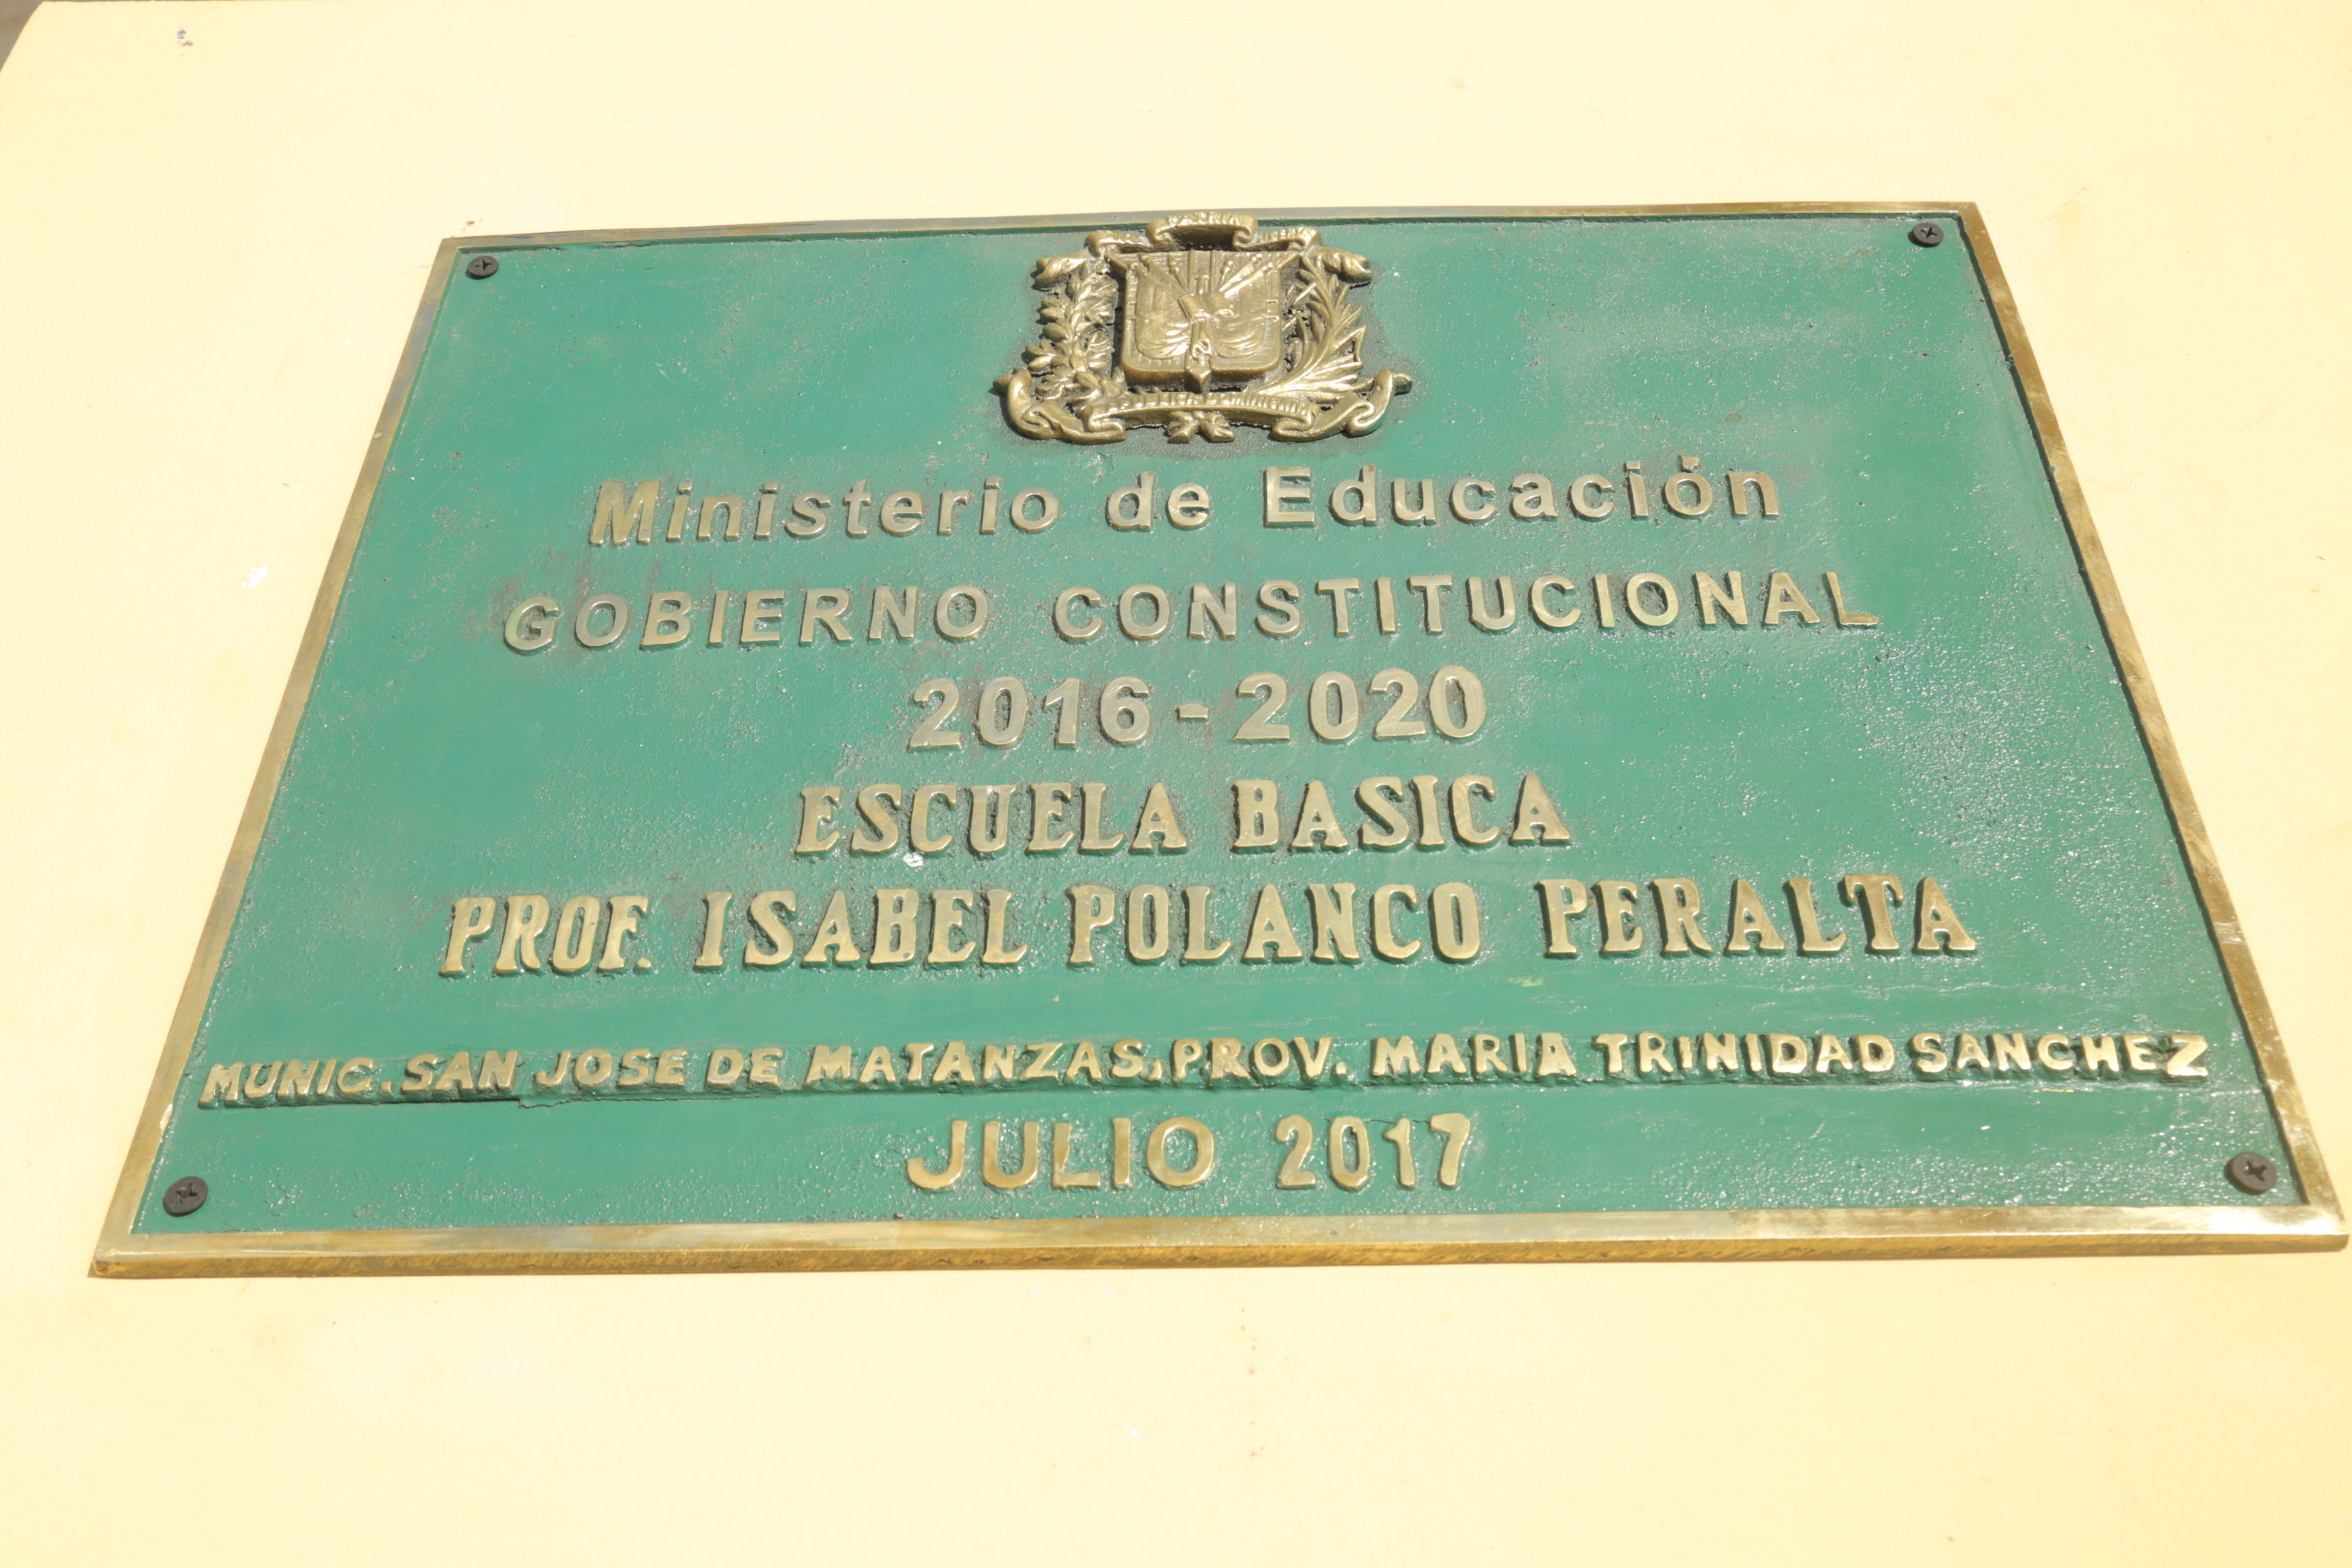 Ministerio de Educación
GOBIERNO CONSTITUCIONAL
2016-2020
ESCUELA BASICA
PROF. ISABEL POLANCO PERALTA
MUNIC. SAN JOSE DE MATANZAS, PROV. MARIA TRINIDAD SANCHEZ
JULIO 2017